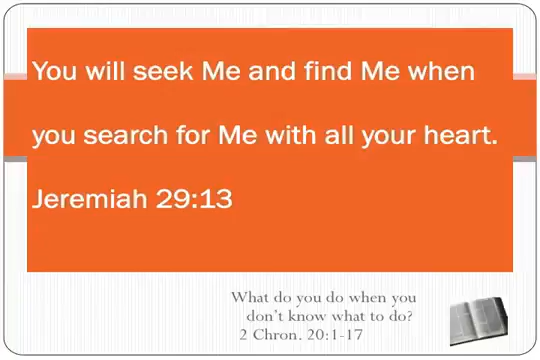 You will seek Me and find Me when
you search for Me with all your heart.
Jeremiah 29:13
What do you do when you
don't know what to do?
2 Chron. 20:1-17